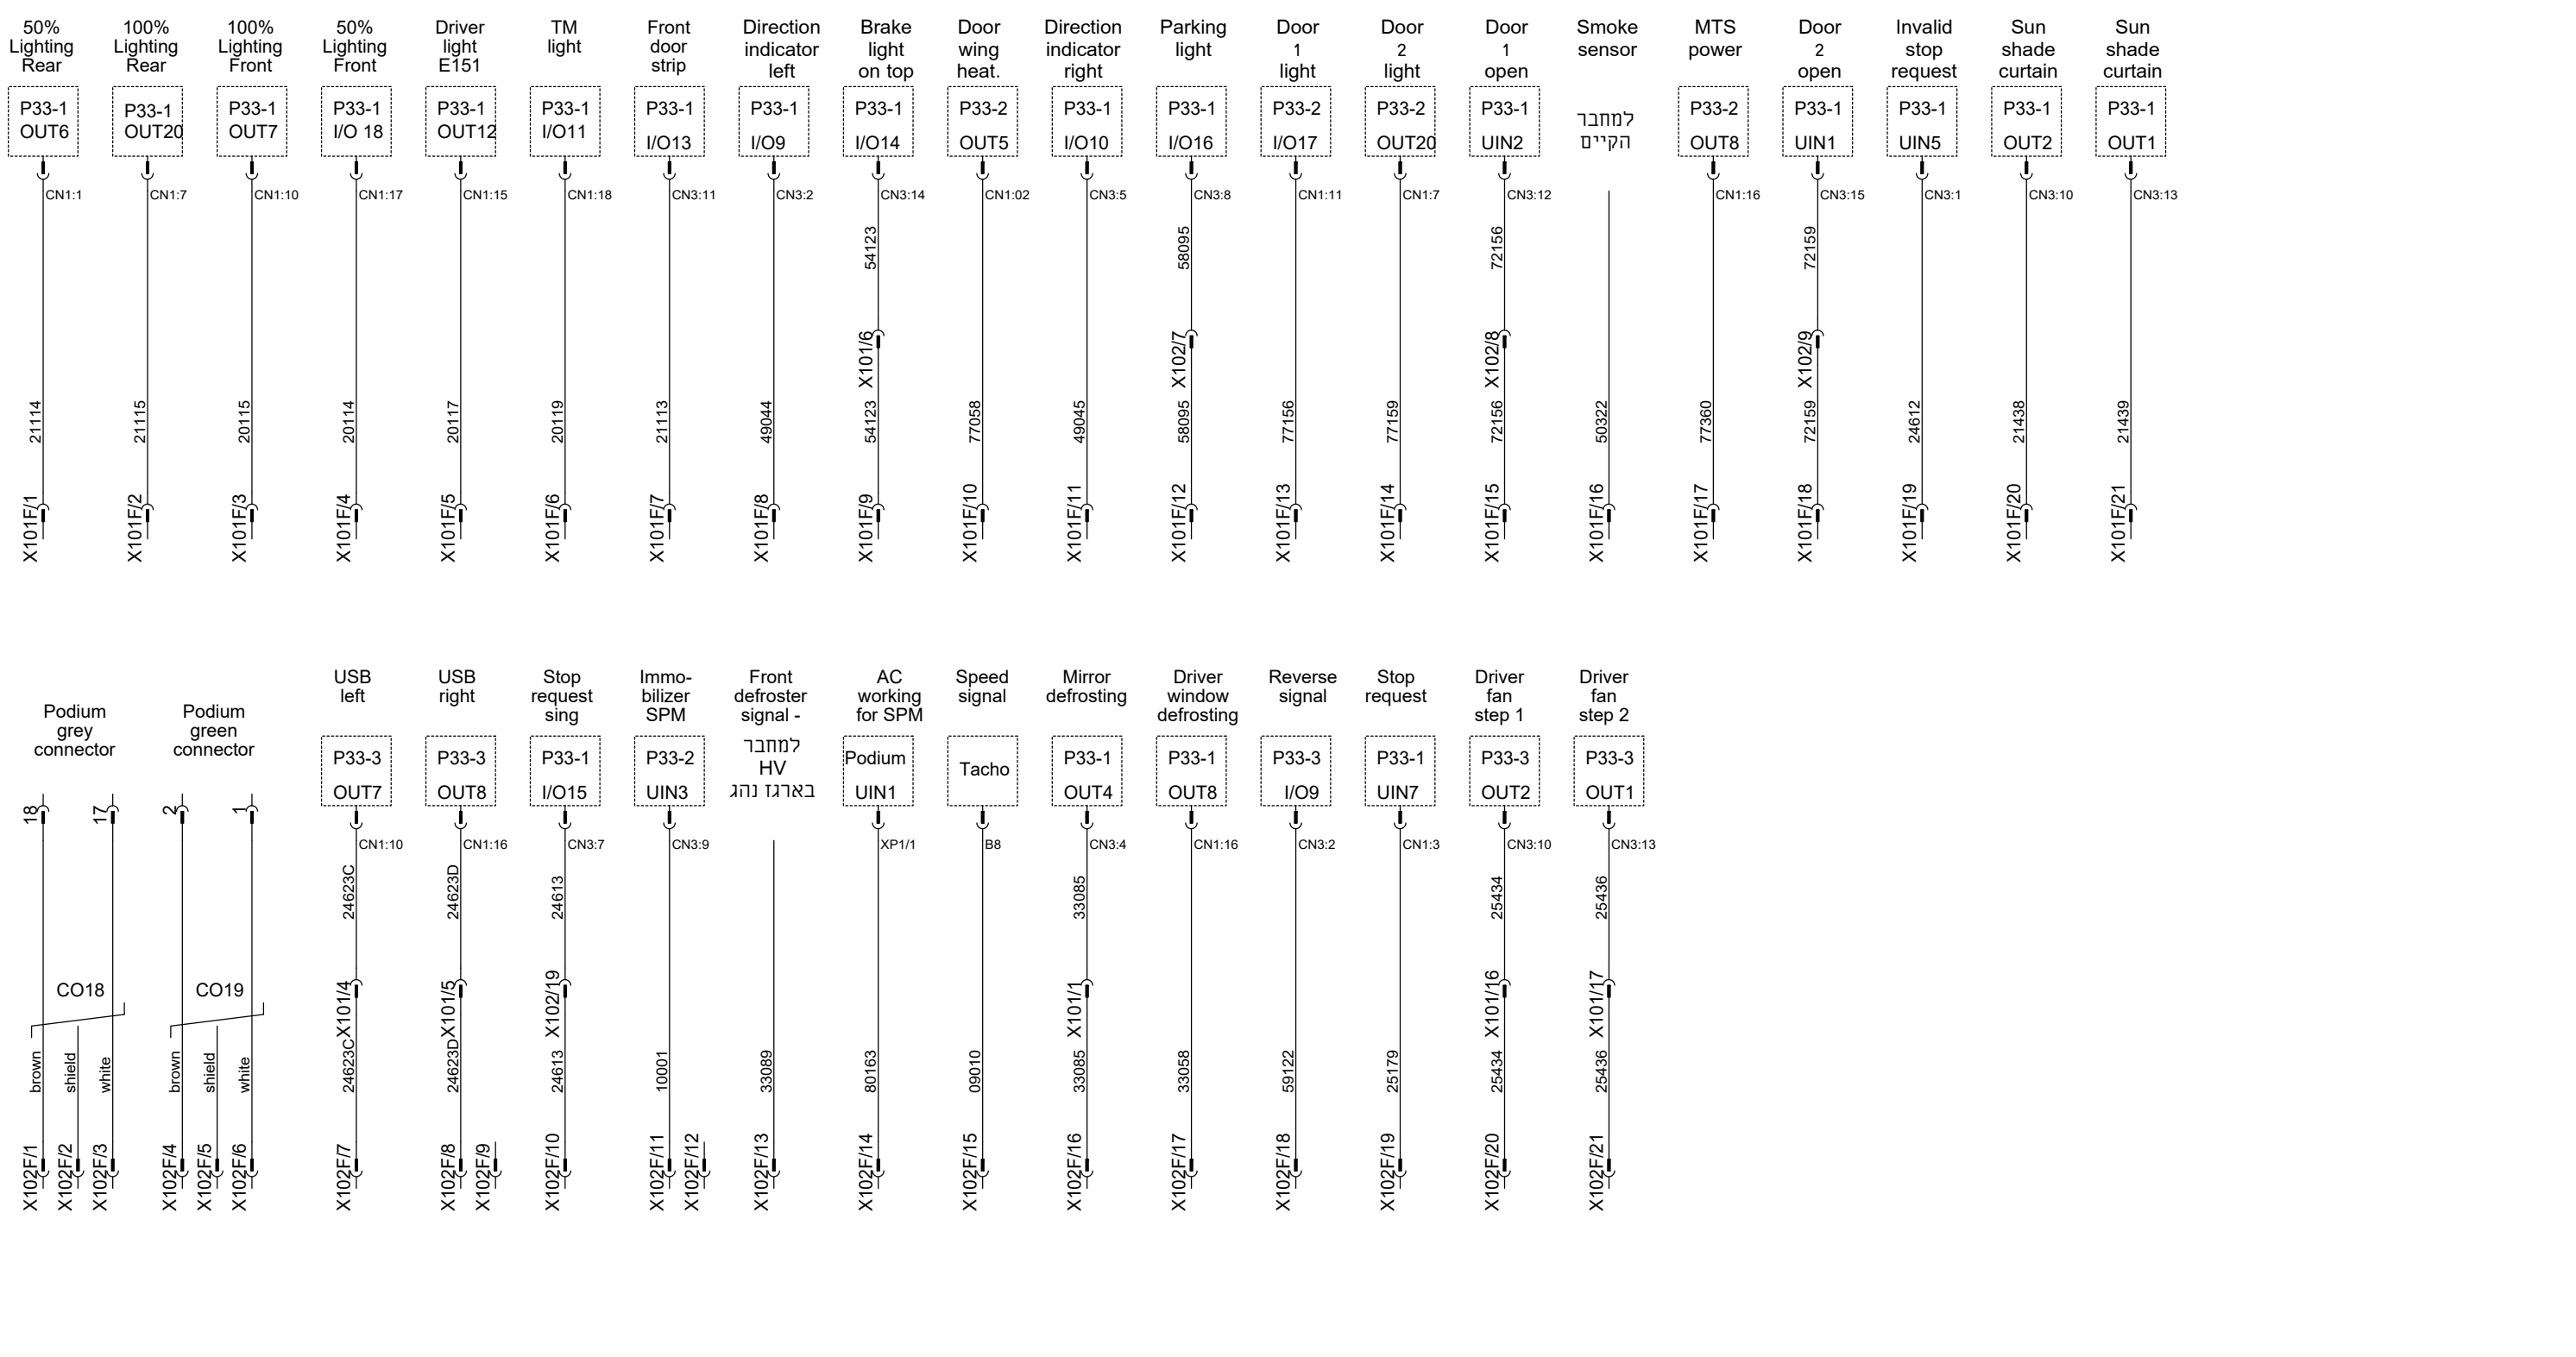 50%
Lighting
Rear
P33-1
OUT6
CN1:1
21114
X101F/1
100%
Lighting
Rear
P33-1
OUT20
CN1:7
21115
X101F/2
100%
Lighting
Front
P33-1
OUT7
CN1:10
20115
X101F/3
50%
Lighting
Front
P33-1
I/O 18
CN1:17
20114
X101F/4
Driver
light
E151
P33-1
OUT12
CN1:15
20117
X101F/5
TM
light
P33-1
I/O11
CN1:18
20119
X101F/6
Front
door
strip
P33-1
I/O13
CN3:11
21113
X101F/7
Direction
indicator
left
P33-1
I/O9
CN3:2
49044
X101F/8
Brake
light
on top
P33-1
I/O14
CN3:14
54123
X101/6
54123
X101F/9
Door
wing
heat.
P33-2
OUT5
CN1:02
77058
X101F/10
Direction
indicator
right
P33-1
I/O10
CN3:5
49045
X101F/11
Parking
light
P33-1
I/O16
CN3:8
58095
X102/7
58095
X101F/12
Door
1
light
P33-2
I/O17
CN1:11
77156
X101F/13
Door
2
light
P33-2
OUT20
CN1:7
77159
X101F/14
Door
1
open
P33-1
UIN2
CN3:12
72156
X102/8
72156
X101F/15
Smoke
sensor
למחבר
הקיים
50322
X101F/16
MTS
power
P33-2
OUT8
CN1:16
77360
X101F/17
Door
2
open
P33-1
UIN1
CN3:15
72159
X102/9
72159
X101F/18
Invalid
stop
request
P33-1
UIN5
CN3:1
24612
X101F/19
Sun
shade
curtain
P33-1
OUT2
CN3:10
21438
X101F/20
Sun
shade
curtain
P33-1
OUT1
CN3:13
21439
X101F/21
Podium
grey
connector
18
17
CO18
brown
shield
white
X102F/1
X102F/2
X102F/3
Podium
green
connector
2
1
CO19
brown
shield
white
X102F/4
X102F/5
X102F/6
USB
left
P33-3
OUT7
CN1:10
24623C
X101/4
24623C
X102F/7
USB
right
P33-3
OUT8
CN1:16
24623D
X101/5
24623D
X102F/8
X102F/9
Stop
request
sing
P33-1
I/O15
CN3:7
24613
X102/19
24613
X102F/10
Immo-
bilizer
SPM
P33-2
UIN3
CN3:9
10001
X102F/11
X102F/12
Front
defroster
signal -
למחבר
HV
בארגז נהג
33089
X102F/13
AC
working
for SPM
Podium
UIN1
XP1/1
80163
X102F/14
Speed
signal
Tacho
B8
09010
X102F/15
Mirror
defrosting
P33-1
OUT4
CN3:4
33085
X101/1
33085
X102F/16
Driver
window
defrosting
P33-1
OUT8
CN1:16
33058
X102F/17
Reverse
signal
P33-3
I/O9
CN3:2
59122
X102F/18
Stop
request
P33-1
UIN7
CN1:3
25179
X102F/19
Driver
fan
step 1
P33-3
OUT2
CN3:10
25434
X101/16
25434
X102F/20
Driver
fan
step 2
P33-3
OUT1
CN3:13
25436
X101/17
25436
X102F/21